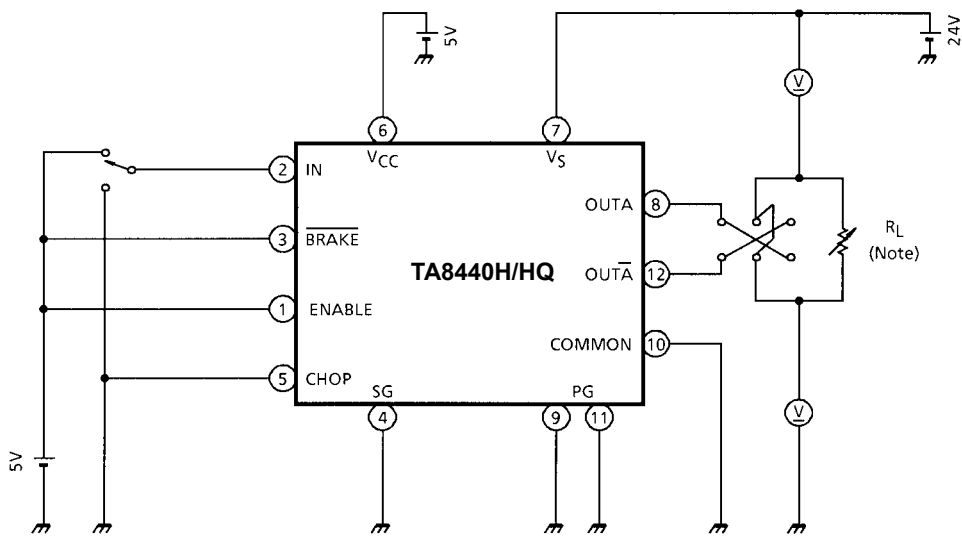 5V
24V
6
7
V
VCC
VS
2
IN
OUTA
8
RL
(Note)
3
B̅R̅A̅K̅E̅
TA8440H/HQ
OUTA̅
12
1
ENABLE
COMMON
10
5
CHOP
SG
PG
4
9
11
V
5V